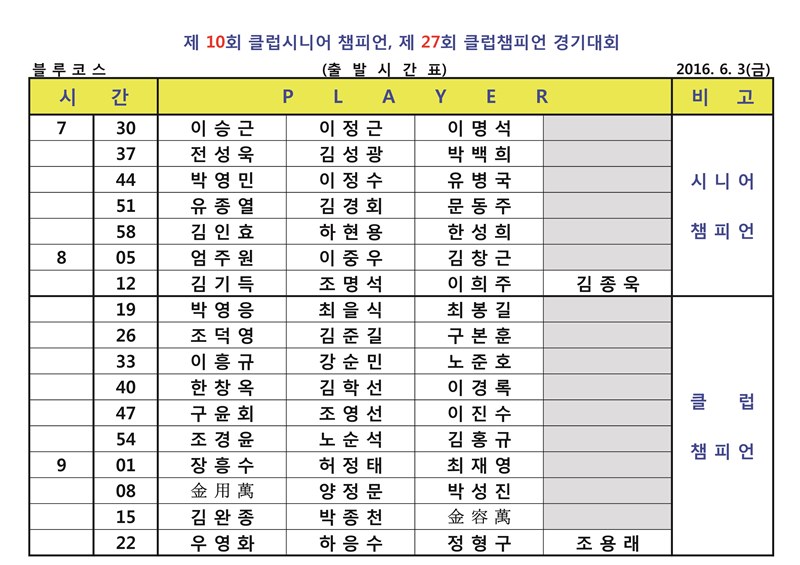 제 10회 클럽시니어 챔피언, 제 27회 클럽챔피언 경기대회
블루코스 (출 발 시 간 표) 2016. 6. 3(금)
시 간 P L A Y E R 비 고
7 30 이 승 근 이 정 근 이 명 석
37 전 성 욱 김 성 광 박 백 희
44 박 영 민 이 정 수 유 병 국 시 니 어
51 유 종 열 김 경 회 문 동 주 챔 피 언
58 김 인 효 하 현 용 한 성 희
8 05 엄 주 원 이 중 우 김 창 근
12 김 기 득 조 명 석 이 희 주 김 종 욱
19 박 영 응 최 을 식 최 봉 길
26 조 덕 영 김 준 길 구 본 훈
33 이 흥 규 강 순 민 노 준 호
40 한 창 옥 김 학 선 이 경 록 클 럽
47 구 윤 회 조 영 선 이 진 수
54 조 경 윤 노 순 석 김 홍 규 챔 피 언
9 01 장 흥 수 허 정 태 최 재 영
08 金 用 萬 양 정 문 박 성 진
15 김 완 종 박 종 천 金 容 萬
22 우 영 화 하 응 수 정 형 구 조 용 래